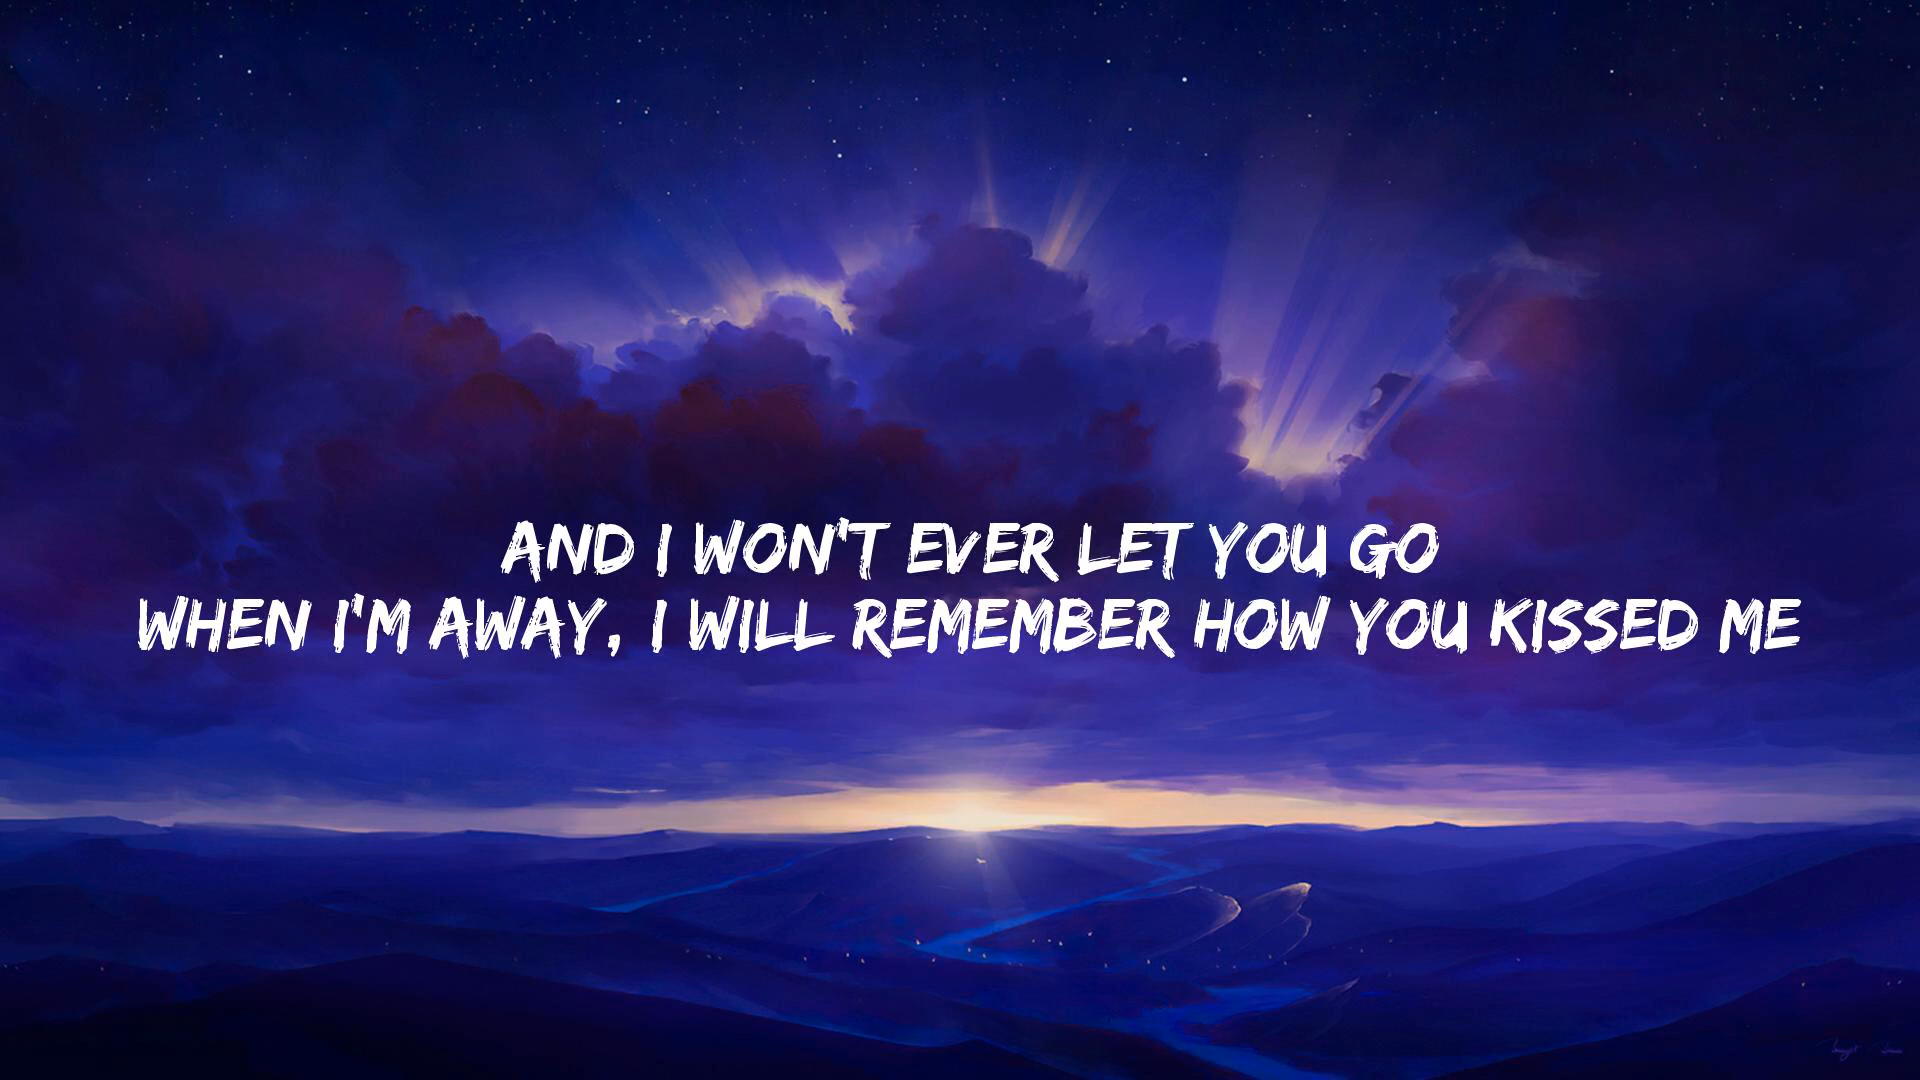 AND I WON'T EVER LET YOU GO
WHEN I'M AWAY, I WILL REMEMBER HOW YOU KISSED ME